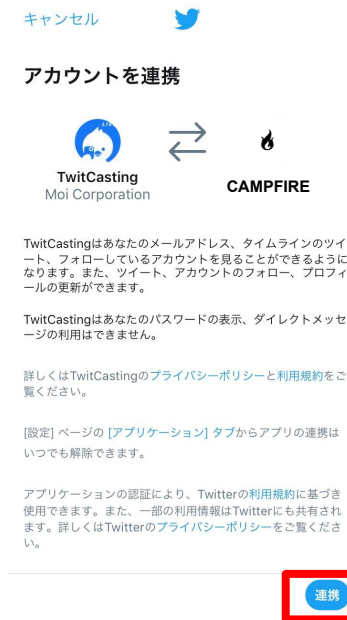 キャンセル
アカウントを連携
LIVE
TwitCasting
Moi Corporation
CAMPFIRE
TwitCastingはあなたのメールアドレス、タイムラインのツイ
ート、フォローしているアカウントを見ることができるように
なります。また、ツイート、アカウントのフォロー、プロフィ
ールの更新ができます。
TwitCastingはあなたのパスワードの表示、ダイレクトメッセ
ージの利用はできません。
詳しくはTwitCastingのプライバシーポリシーと利用規約をご
覧ください。
[設定] ページの [アプリケーション] タブからアプリの連携は
いつでも解除できます。
アプリケーションの認証により、Twitterの利用規約に基づき
使用できます。また、一部の利用情報はTwitterにも共有され
ます。詳しくはTwitterのプライバシーポリシーをご覧くださ
い。
連携